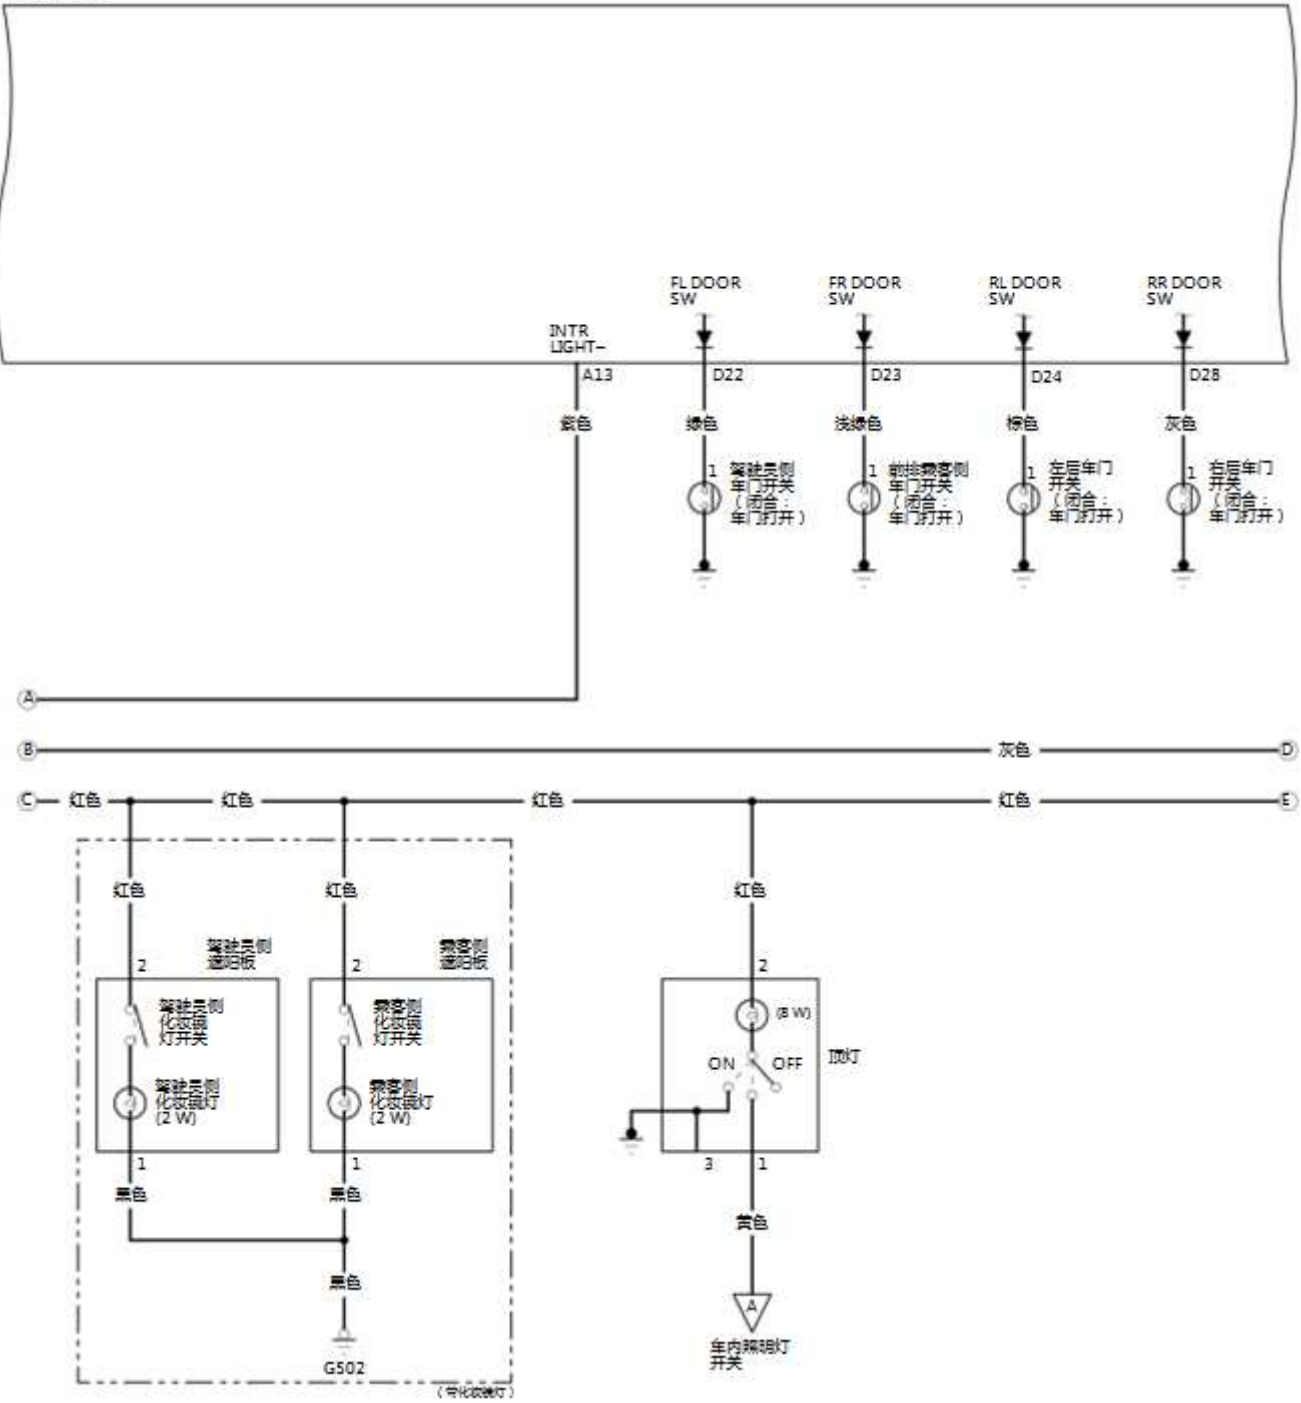 FL DOOR
SW
FR DOOR
SW
RL DOOR
SW
RR DOOR
SW
INTR
LIGHT−
A13
D22
D23
D24
D28
紫色
绿色
浅绿色
棕色
灰色
1
驾驶员侧
车门开关
（闭合：
车门打开）
1
前排乘客侧
车门开关
（闭合：
车门打开）
1
左后车门
开关
（闭合：
车门打开）
1
右后车门
开关
（闭合：
车门打开）
A
B
灰色
D
C
红色
红色
红色
红色
E
红色
红色
红色
2
驾驶员侧
遮阳板
2
乘客侧
遮阳板
2
驾驶员侧
化妆镜
灯开关
乘客侧
化妆镜
灯开关
(8 W)
ON
OFF
顶灯
驾驶员侧
化妆镜灯
(2 W)
乘客侧
化妆镜灯
(2 W)
1
1
3
1
黑色
黑色
黄色
黑色
A
车内照明灯
开关
G502
（带化妆镜灯）